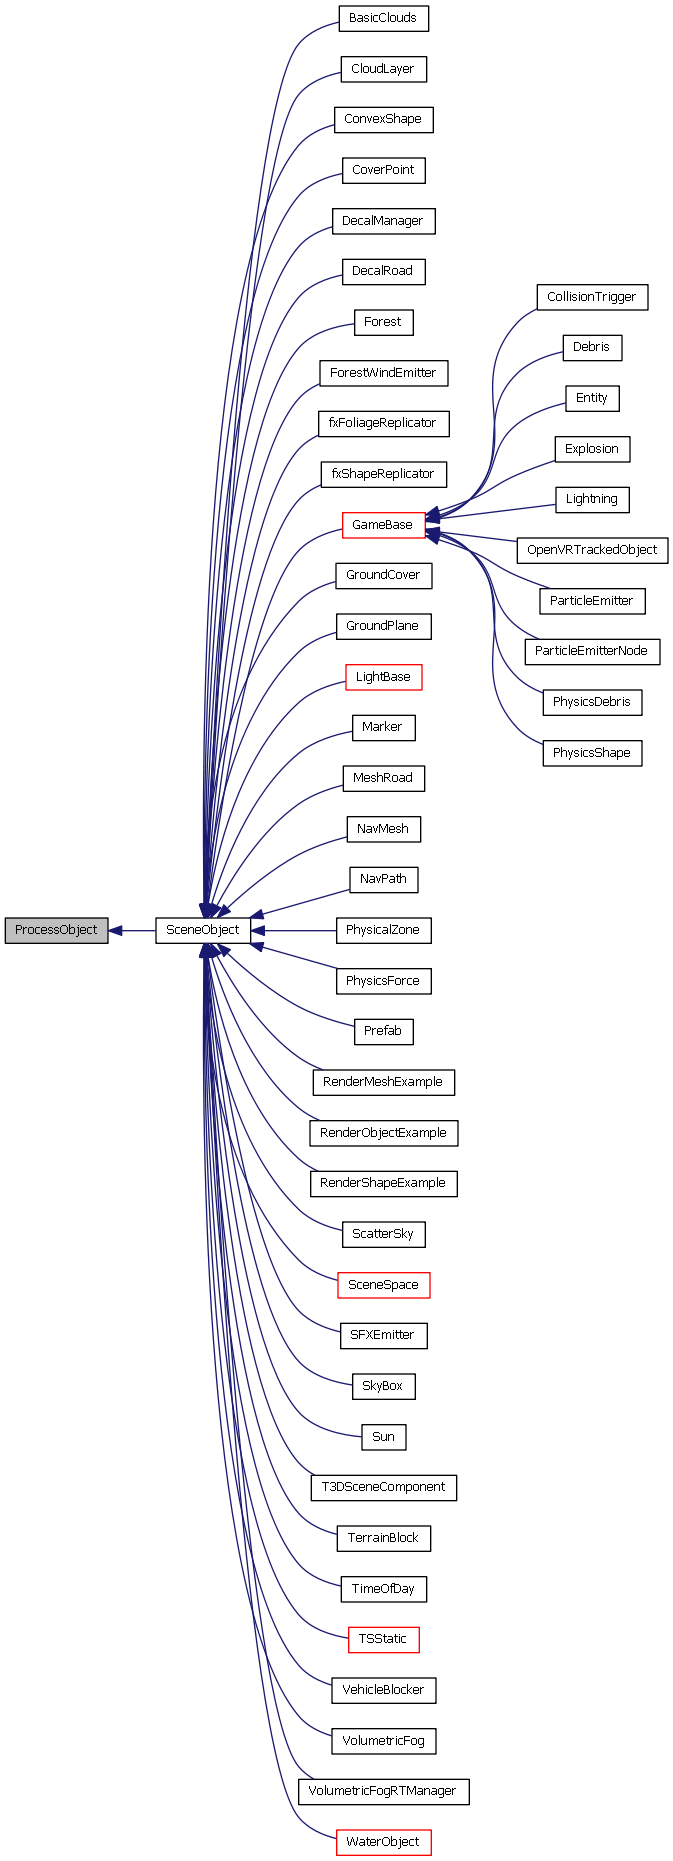 BasicClouds
CloudLayer
ConvexShape
CoverPoint
DecalManager
DecalRoad
Forest
ForestWindEmitter
fxFoliageReplicator
fxShapeReplicator
GameBase
GroundCover
GroundPlane
LightBase
Marker
MeshRoad
NavMesh
NavPath
ProcessObject
SceneObject
PhysicalZone
PhysicsForce
Prefab
RenderMeshExample
RenderObjectExample
RenderShapeExample
ScatterSky
SceneSpace
SFXEmitter
SkyBox
Sun
T3DSceneComponent
TerrainBlock
TimeOfDay
TSStatic
VehicleBlocker
VolumetricFog
VolumetricFogRTManager
WaterObject
CollisionTrigger
Debris
Entity
Explosion
Lightning
OpenVRTrackedObject
ParticleEmitter
ParticleEmitterNode
PhysicsDebris
PhysicsShape